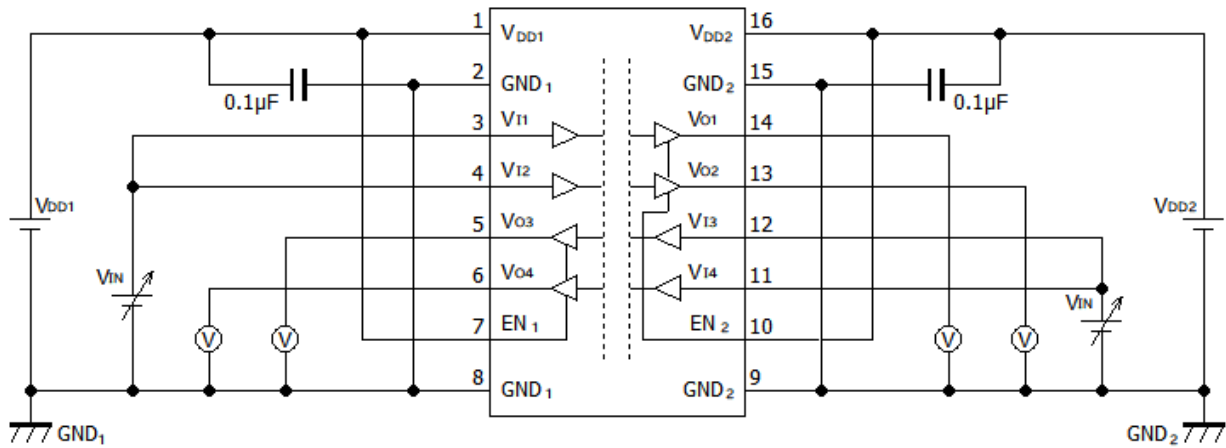 1 VDD1 VDD2 16
2 GND1 GND2 15
0.1μF 0.1μF
3 VI1 VO1 14
4 VI2 VO2 13
VDD1 VDD2
5 VO3 VI3 12
VIN
6 VO4 VI4 11
VIN
V V V V
7 EN1 EN2 10
8 GND1 GND2 9
GND1 GND2